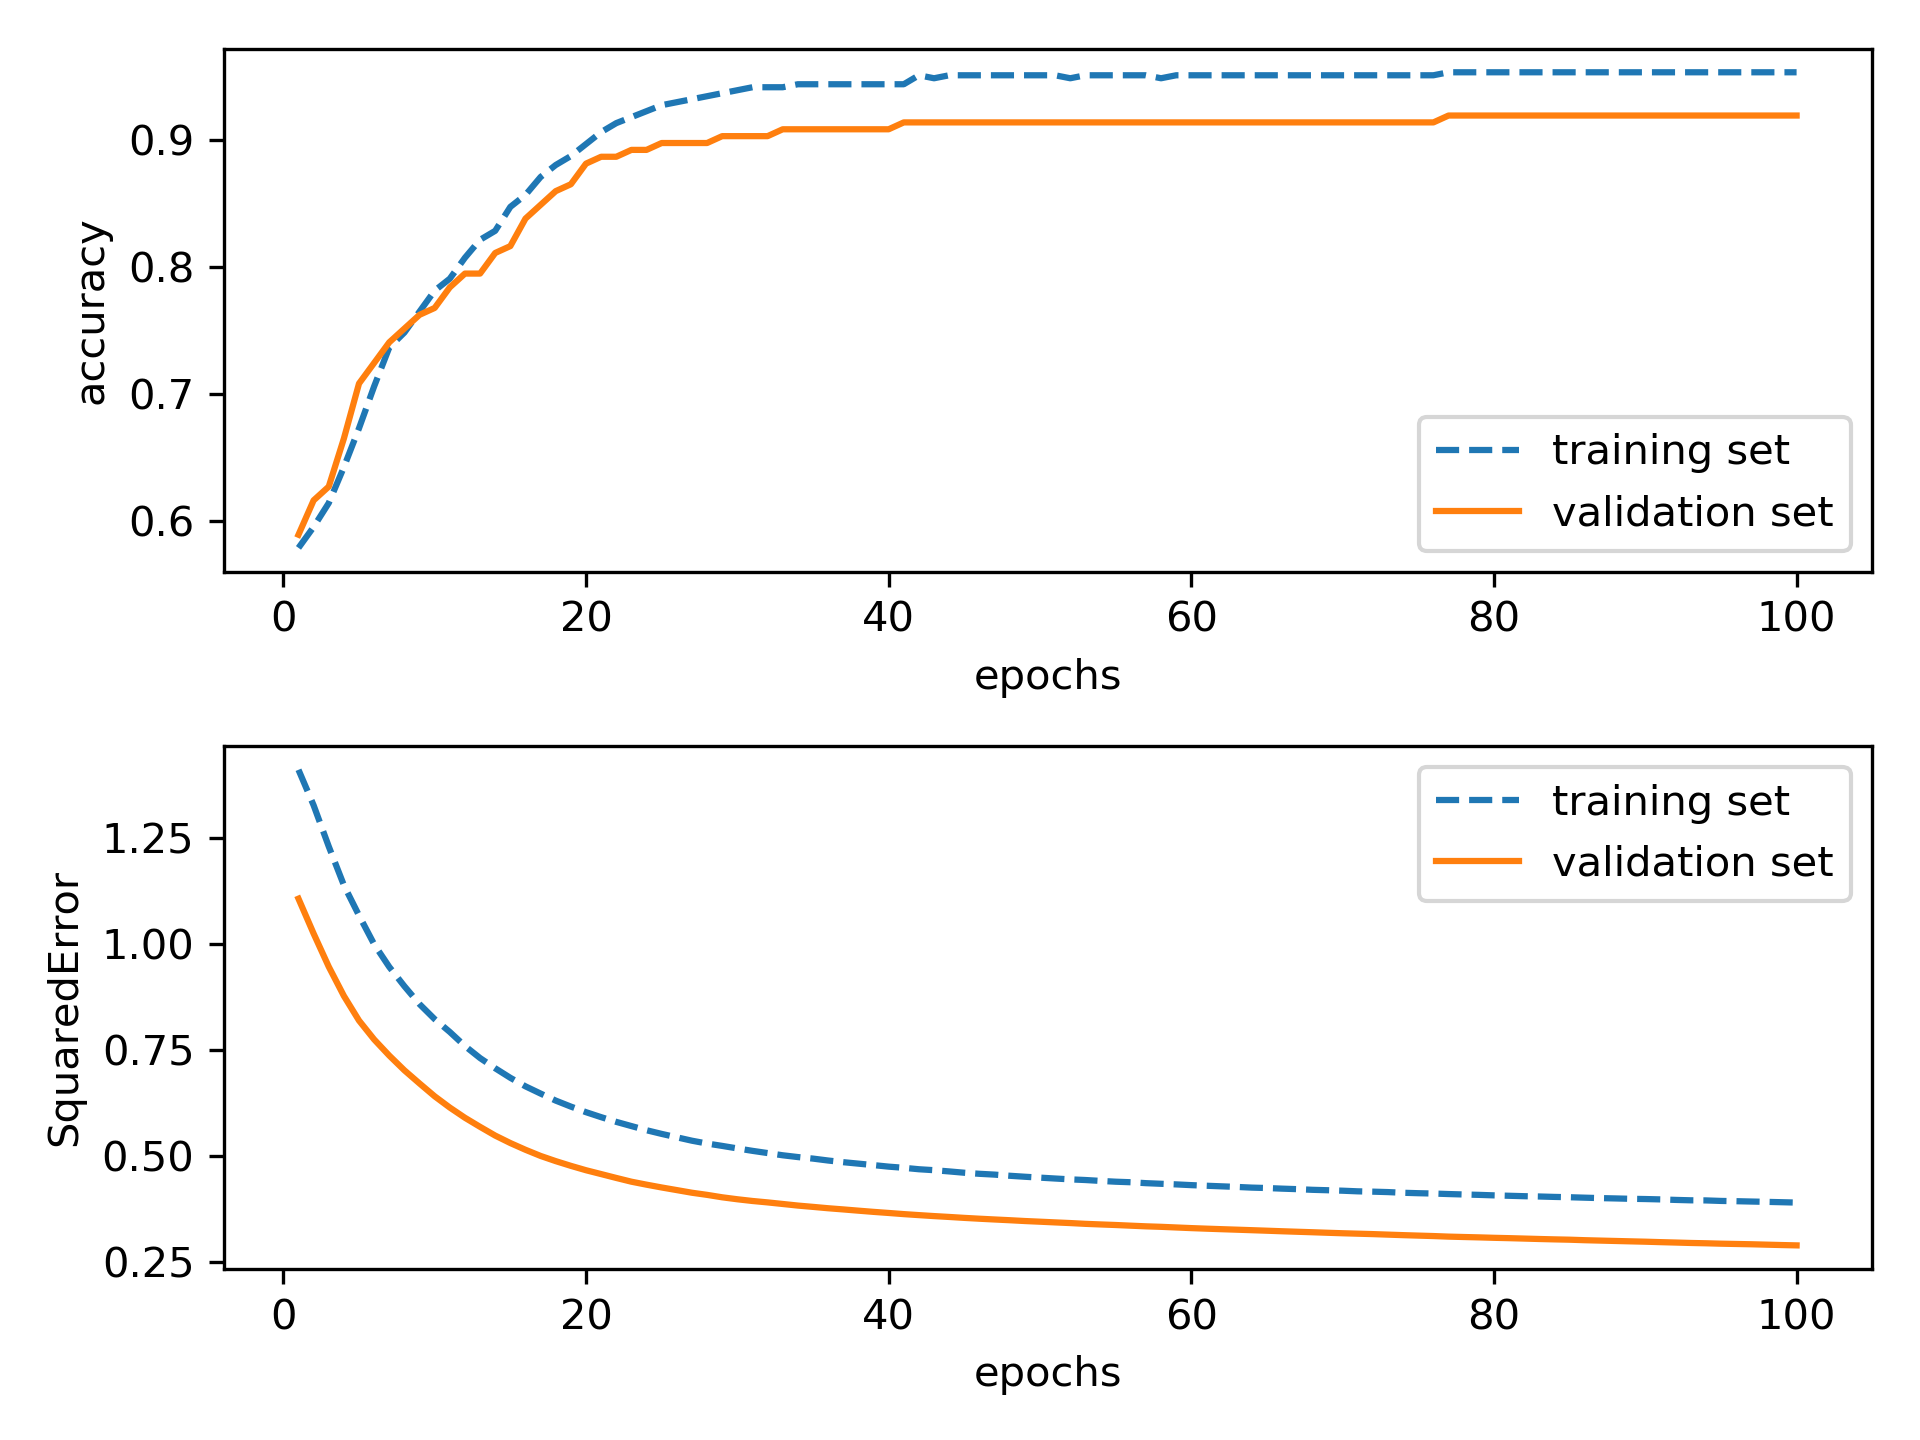 accuracy
0.9
0.8
0.7
0.6
training set
validation set
0 20 40 60 80 100
epochs
SquaredError
1.25
1.00
0.75
0.50
0.25
training set
validation set
0 20 40 60 80 100
epochs